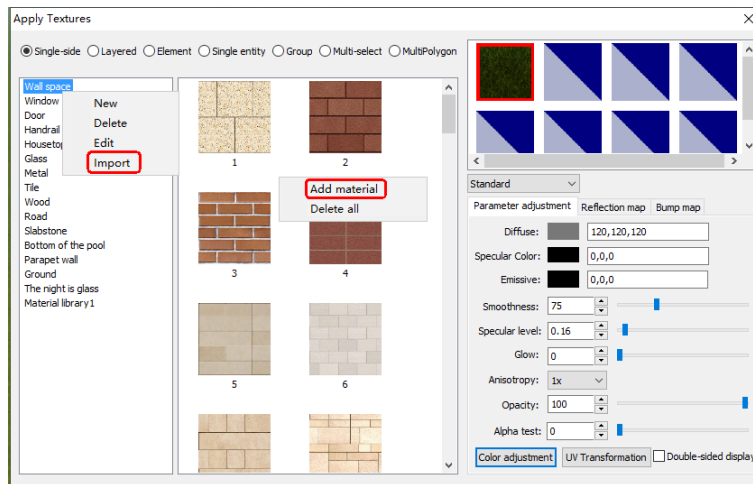 Apply Textures
Single-side Layered Element Single entity Group Multi-select MultiPolygon
Wall space
Window
Door
Handrail
Houseto
Glass
Metal
Tile
Wood
Road
Slabstone
Bottom of the pool
Parapet wall
Ground
The night is glass
Material library1
New
Delete
Edit
Import
1 2
Add material
Delete all
3 4
5 6
Standard
Parameter adjustment Reflection map Bump map
Diffuse: 120,120,120
Specular Color: 0,0,0
Emissive: 0,0,0
Smoothness: 75
Specular level: 0.16
Glow: 0
Anisotropy: 1x
Opacity: 100
Alpha test: 0
Color adjustment UV Transformation Double-sided display